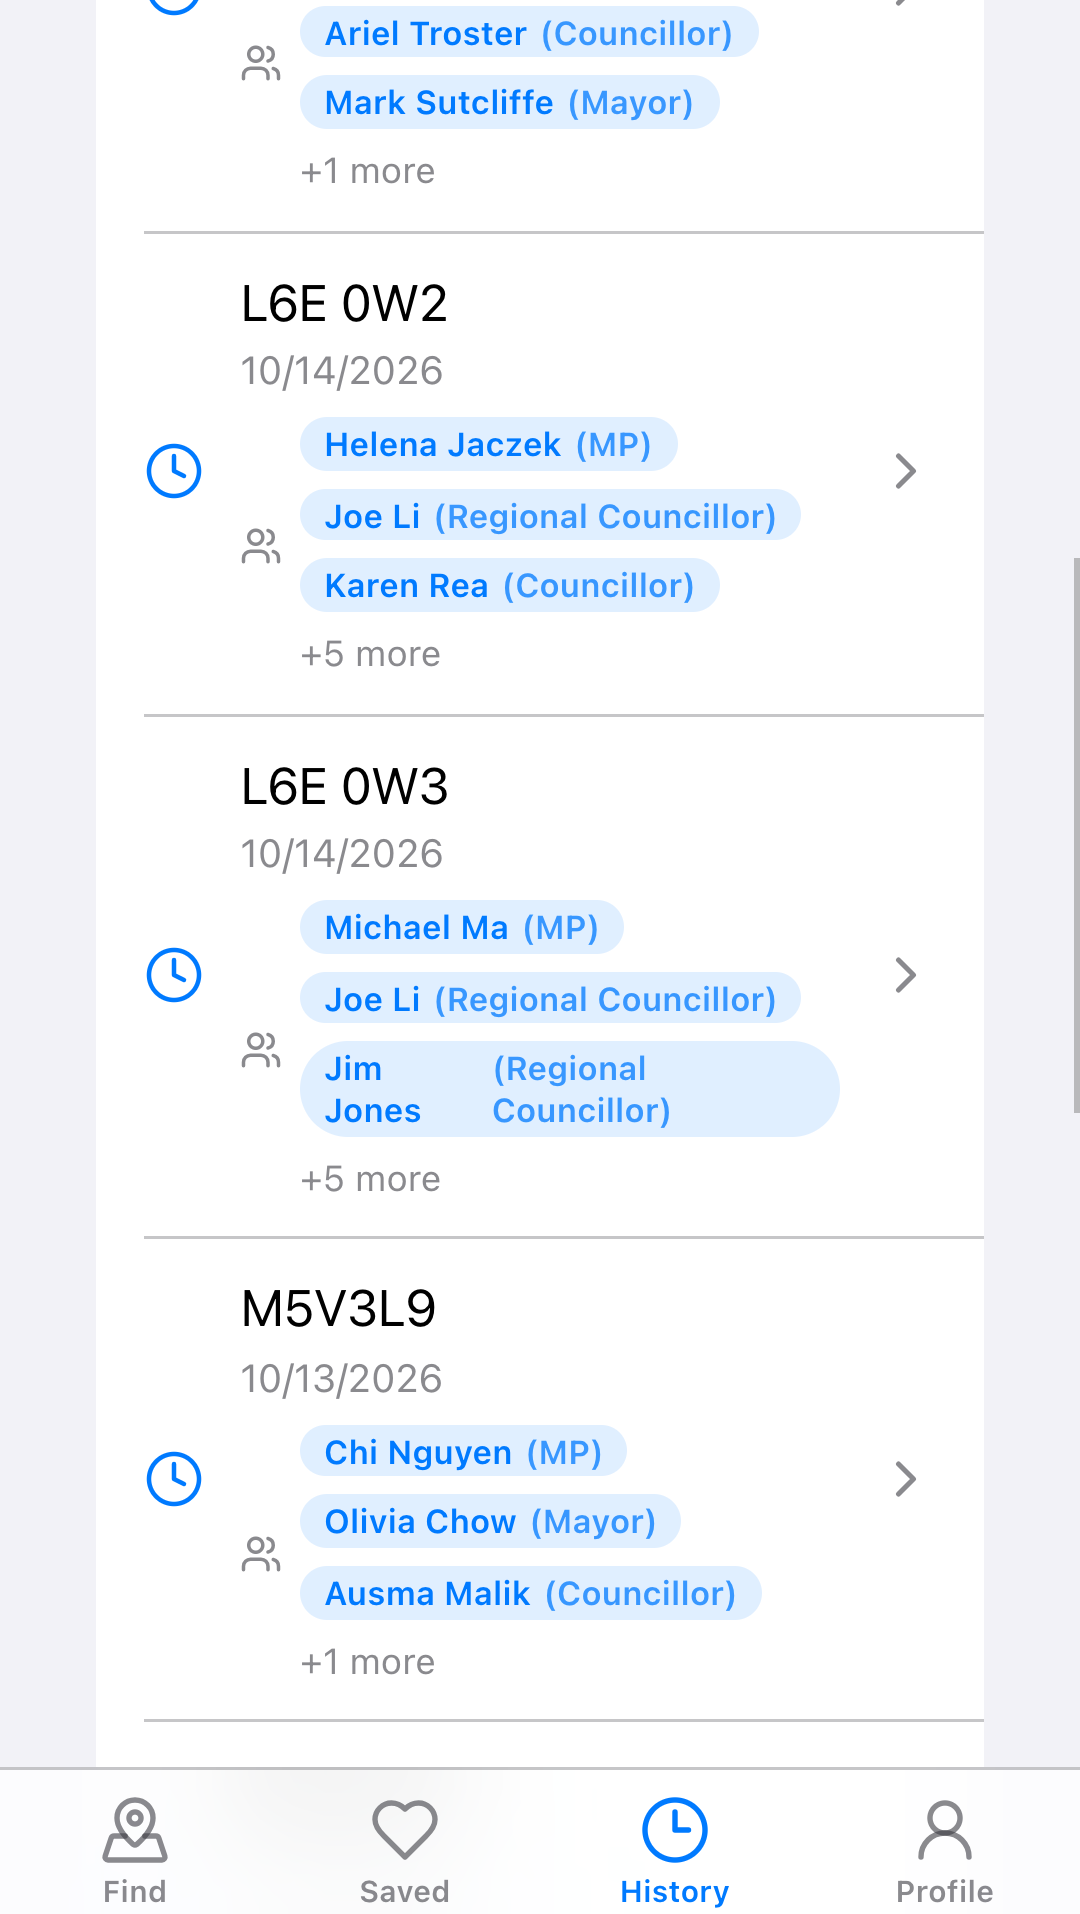 Ariel Troster (Councillor)
Mark Sutcliffe (Mayor)
+1 more
L6E 0W2
10/14/2026
Helena Jaczek (MP)
Joe Li (Regional Councillor)
Karen Rea (Councillor)
+5 more
L6E 0W3
10/14/2026
Michael Ma (MP)
Joe Li (Regional Councillor)
Jim Jones (Regional Councillor)
+5 more
M5V3L9
10/13/2026
Chi Nguyen (MP)
Olivia Chow (Mayor)
Ausma Malik (Councillor)
+1 more
Find
Saved
History
Profile